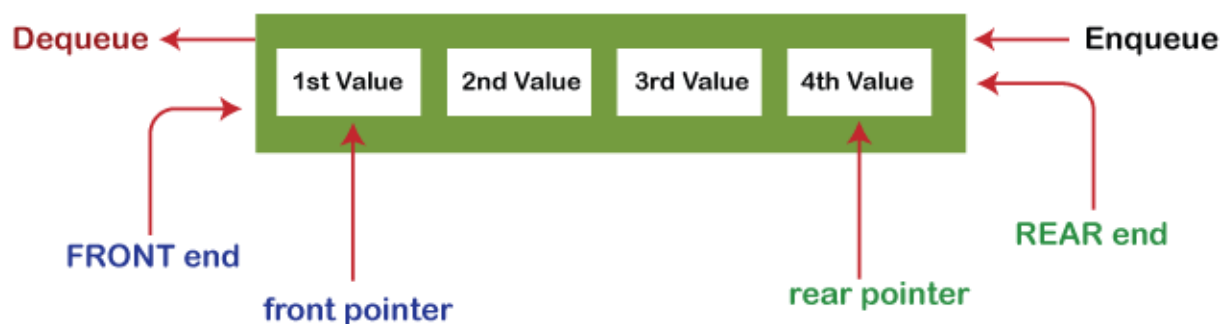 Dequeue
Enqueue
1st Value 2nd Value 3rd Value 4th Value
FRONT end
REAR end
front pointer
rear pointer